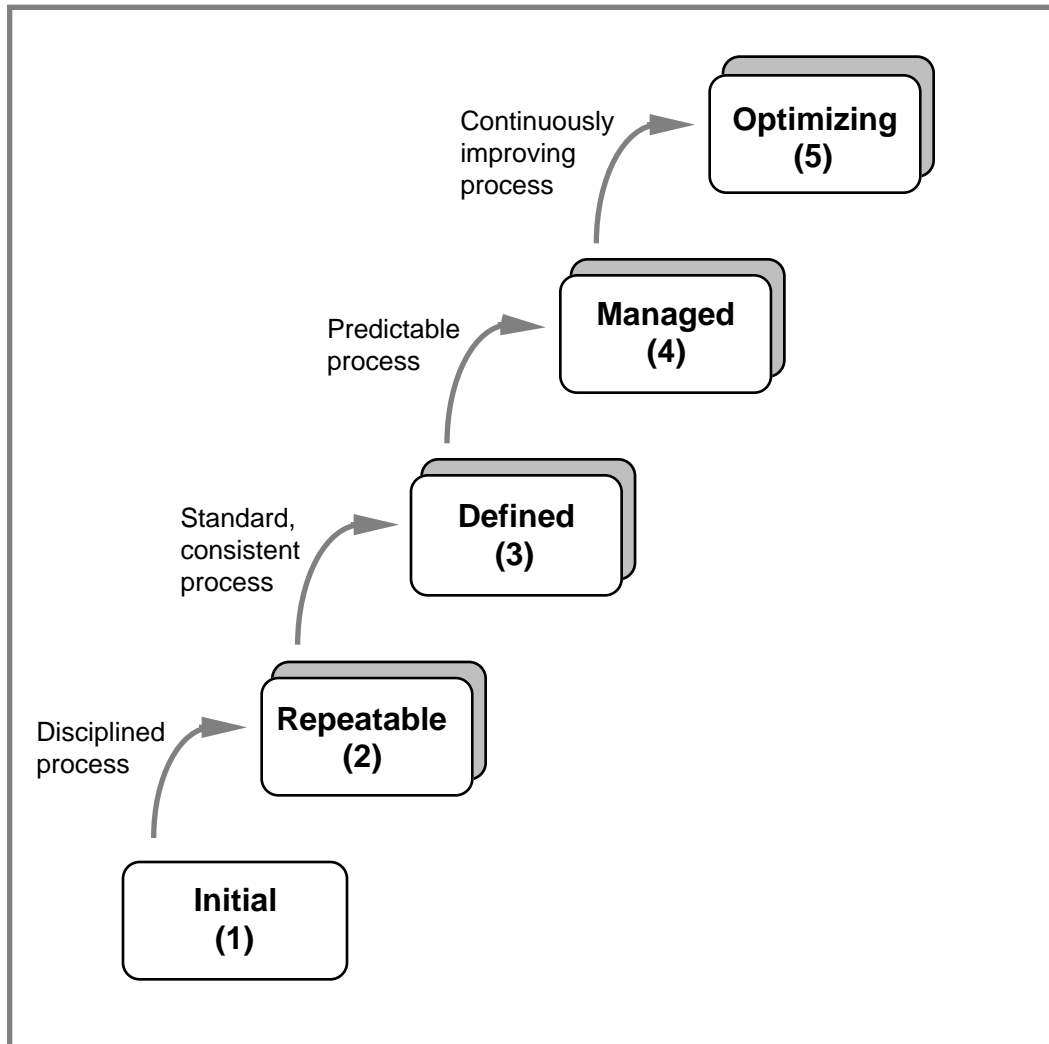 Continuously
improving
process
Optimizing
(5)
Predictable
process
Managed
(4)
Standard,
consistent
process
Defined
(3)
Disciplined
process
Repeatable
(2)
Initial
(1)